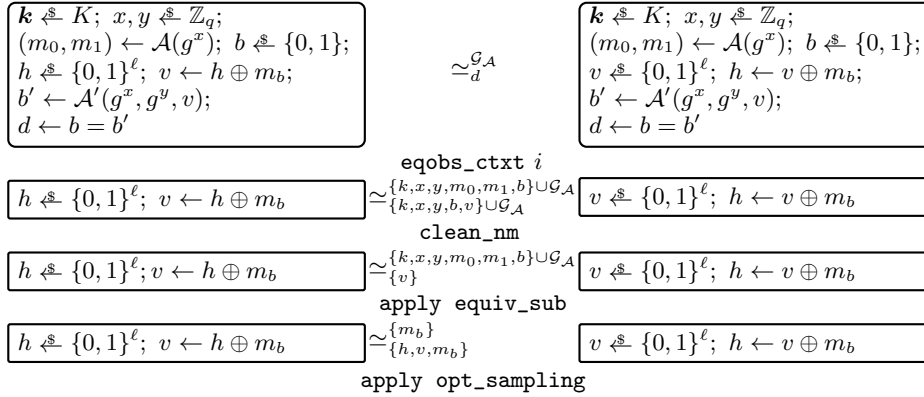 𝒌 ←$ K; x, y ←$ ℤ_q; 𝒌 ←$ K; x, y ←$ ℤ_q;
(m_0, m_1) ← 𝒜(g^x); b ←$ {0, 1}; (m_0, m_1) ← 𝒜(g^x); b ←$ {0, 1};
h ←$ {0, 1}^ℓ; v ← h ⊕ m_b; ≃_d^{𝒢_𝒜} v ←$ {0, 1}^ℓ; h ← v ⊕ m_b;
b′ ← 𝒜′(g^x, g^y, v); b′ ← 𝒜′(g^x, g^y, v);
d ← b = b′ d ← b = b′
eqobs_ctxt i
h ←$ {0, 1}^ℓ; v ← h ⊕ m_b ≃_{{k,x,y,b,v}∪𝒢_𝒜}^{{k,x,y,m_0,m_1,b}∪𝒢_𝒜} v ←$ {0, 1}^ℓ; h ← v ⊕ m_b
clean_nm
h ←$ {0, 1}^ℓ; v ← h ⊕ m_b ≃_{{v}}^{{k,x,y,m_0,m_1,b}∪𝒢_𝒜} v ←$ {0, 1}^ℓ; h ← v ⊕ m_b
apply equiv_sub
h ←$ {0, 1}^ℓ; v ← h ⊕ m_b ≃_{{h,v,m_b}}^{{m_b}} v ←$ {0, 1}^ℓ; h ← v ⊕ m_b
apply opt_sampling